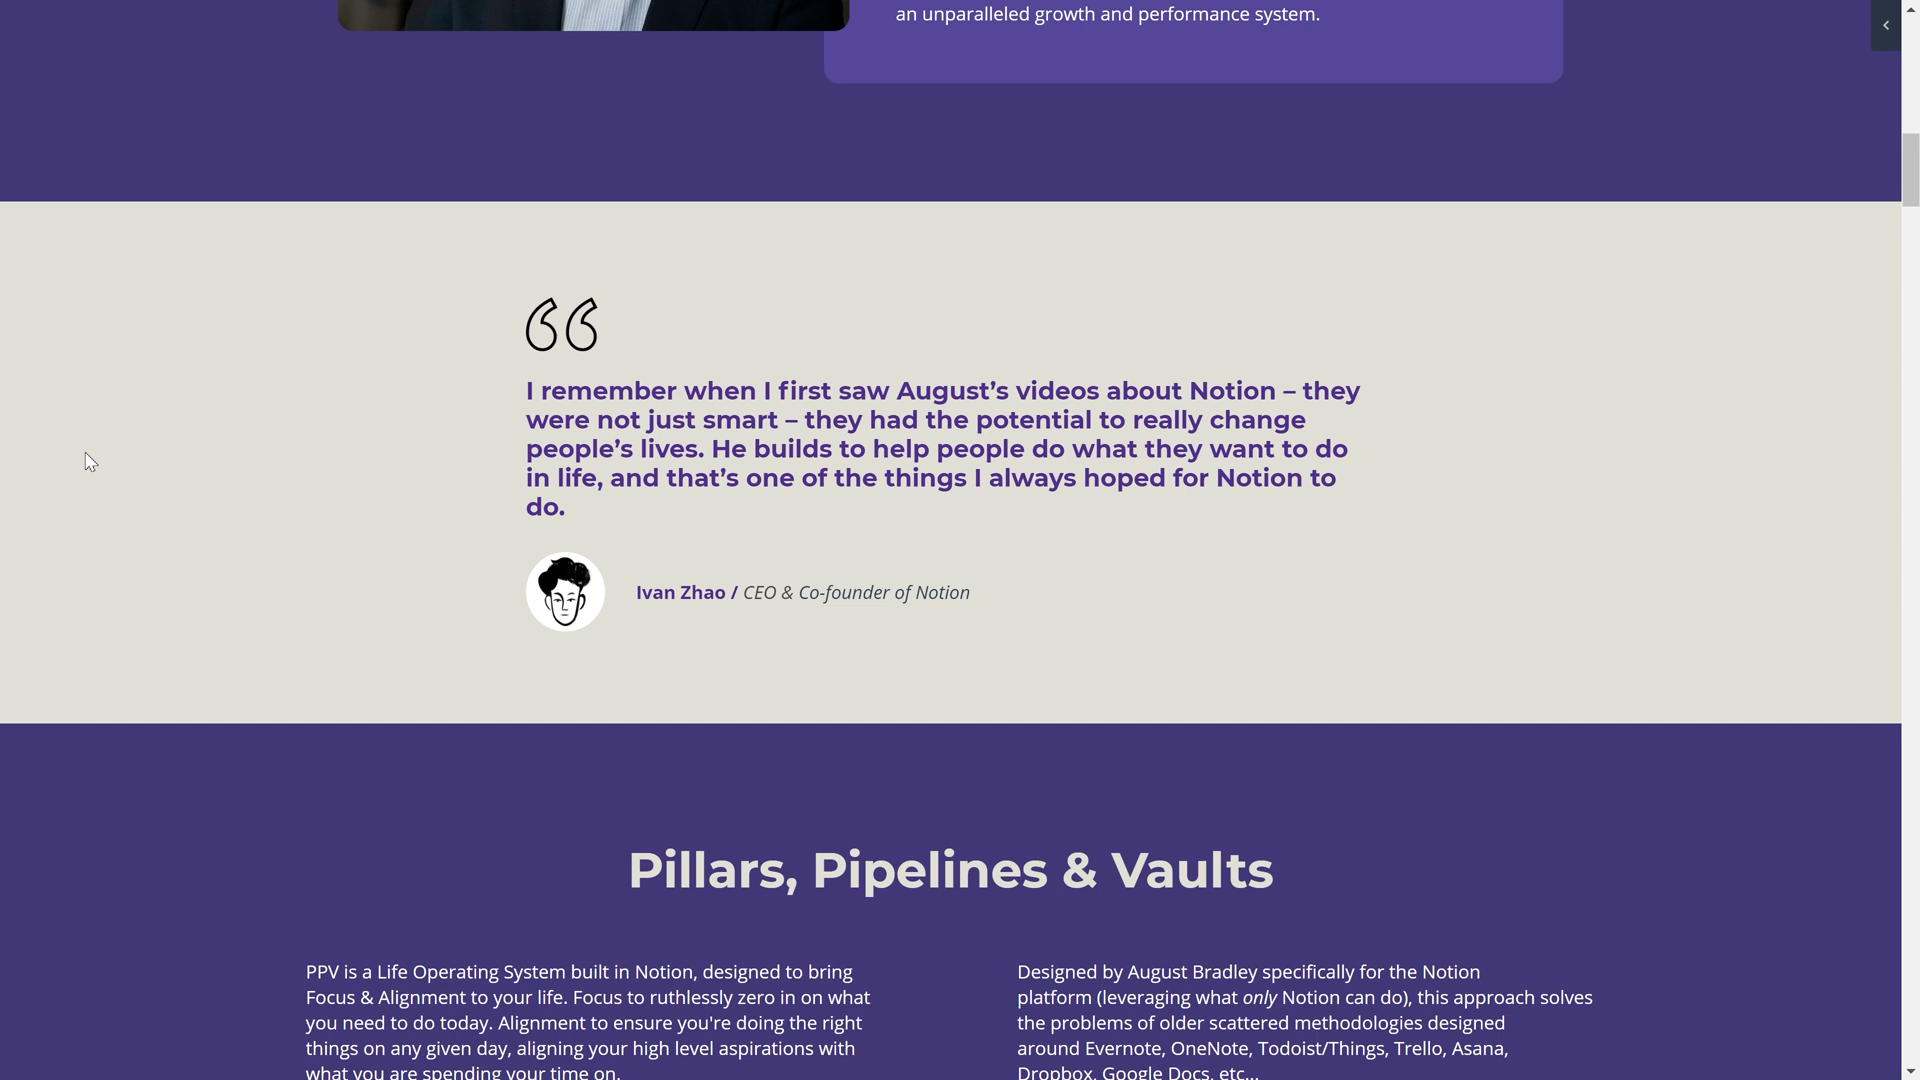 an unparalleled growth and performance system.
I remember when I first saw August’s videos about Notion – they
were not just smart – they had the potential to really change
people’s lives. He builds to help people do what they want to do
in life, and that’s one of the things I always hoped for Notion to
do.
Ivan Zhao / CEO & Co-founder of Notion
Pillars, Pipelines & Vaults
PPV is a Life Operating System built in Notion, designed to bring
Focus & Alignment to your life. Focus to ruthlessly zero in on what
you need to do today. Alignment to ensure you're doing the right
things on any given day, aligning your high level aspirations with
what you are spending your time on.
Designed by August Bradley specifically for the Notion
platform (leveraging what only Notion can do), this approach solves
the problems of older scattered methodologies designed
around Evernote, OneNote, Todoist/Things, Trello, Asana,
Dropbox, Google Docs, etc...